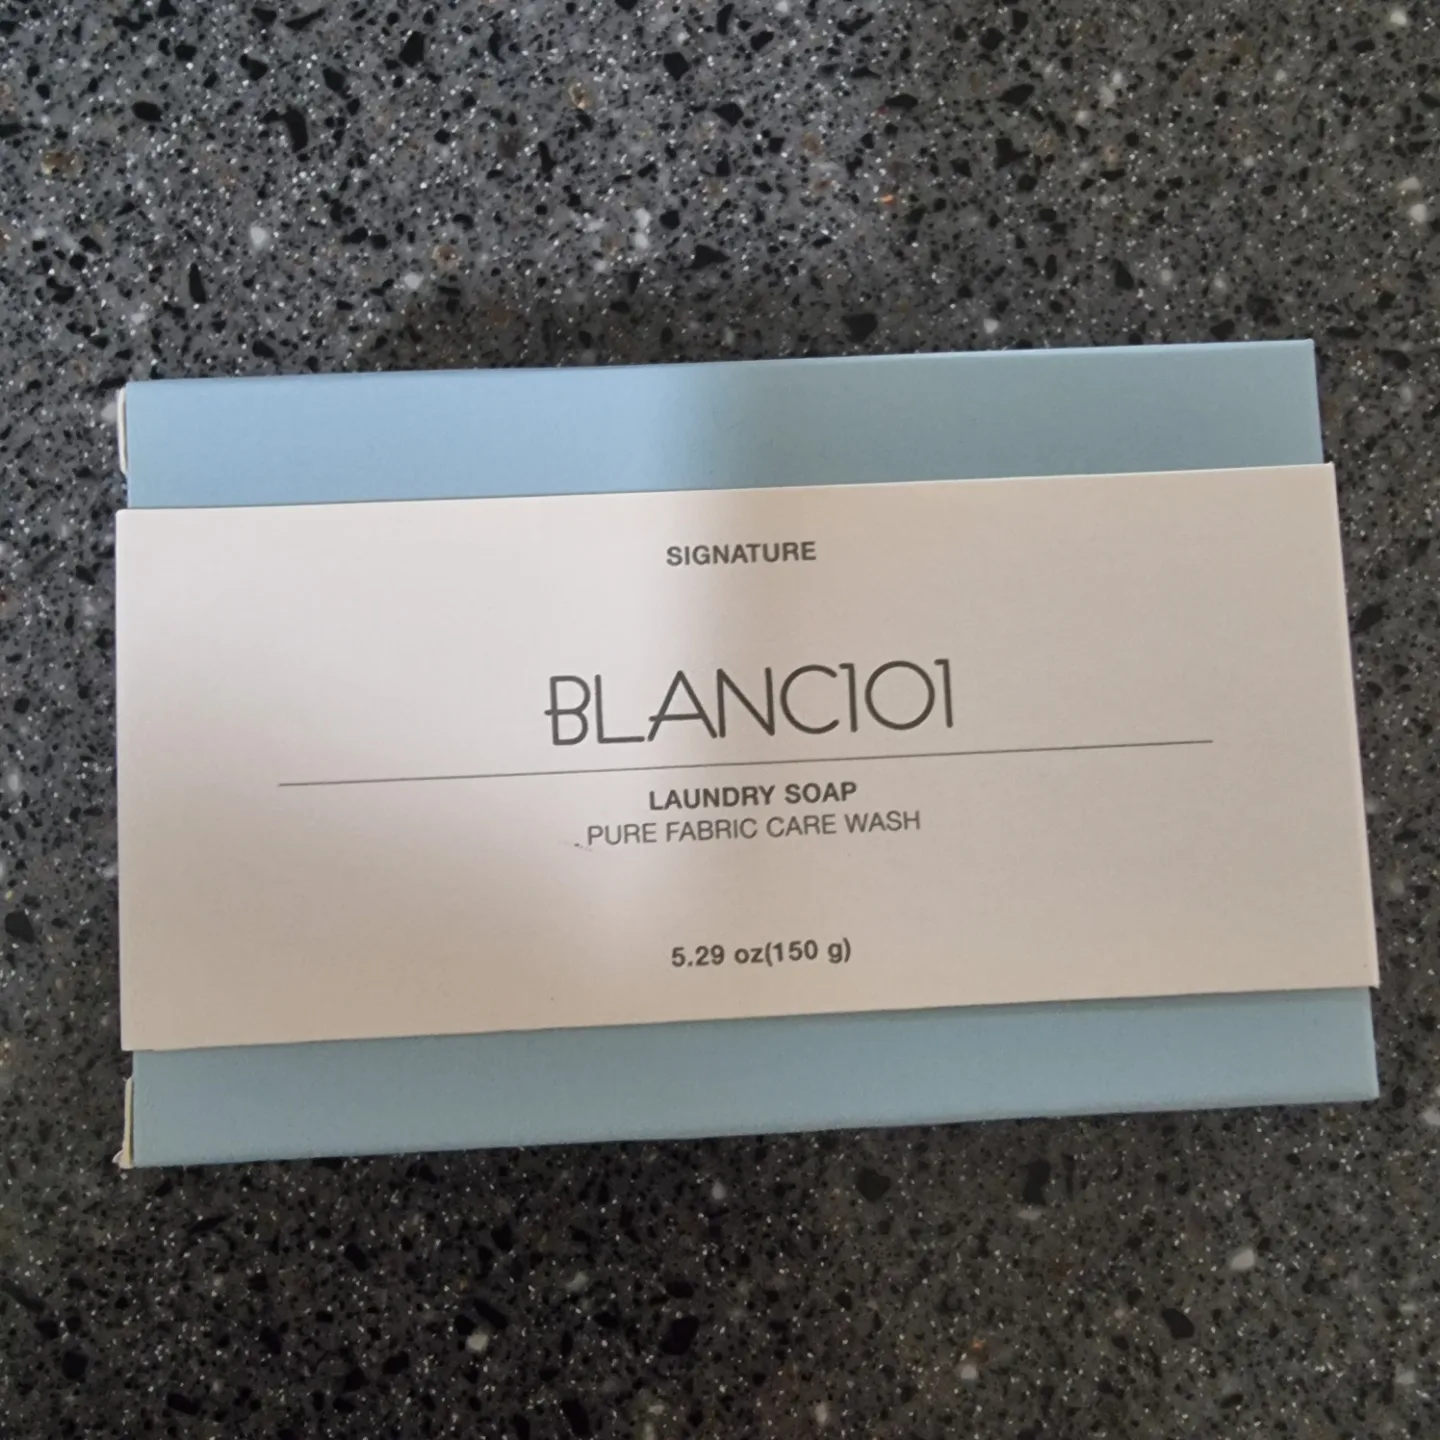 SIGNATURE
BLANC101
LAUNDRY SOAP
PURE FABRIC CARE WASH
5.29 oz(150 g)